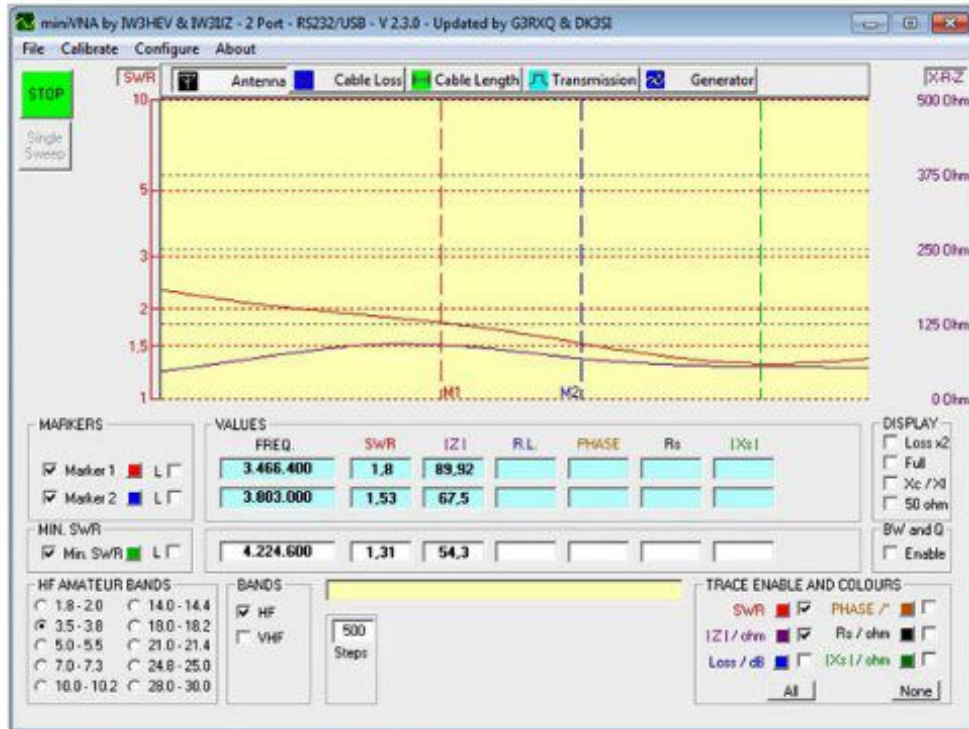 miniVNA by IW3HEV & IW3IJZ - 2 Port - RS232/USB - V 2.3.0 - Updated by G3RXQ & DK3SI
File Calibrate Configure About
STOP
Single Sweep
SWR Antenna Cable Loss Cable Length Transmission Generator X-R-Z
10 500 Ohm
375 Ohm
5
3 250 Ohm
2
125 Ohm
1,5
M1 M2
1 0 Ohm
MARKERS VALUES DISPLAY
FREQ. SWR |Z| R.L. PHASE Rs |Xs|
Loss x2
Marker 1 L 3.466.400 1,8 89,92 Full
Xc / Xl
Marker 2 L 3.803.000 1,53 67,5 50 ohm
MIN. SWR BW and Q
Min. SWR L 4.224.600 1,31 54,3 Enable
HF AMATEUR BANDS BANDS TRACE ENABLE AND COLOURS
1.8 - 2.0 14.0 - 14.4 HF SWR PHASE /°
3.5 - 3.8 18.0 - 18.2 VHF 500 |Z| / ohm Rs / ohm
5.0 - 5.5 21.0 - 21.4 Steps Loss / dB |Xs| / ohm
7.0 - 7.3 24.8 - 25.0
10.0 - 10.2 28.0 - 30.0 All None